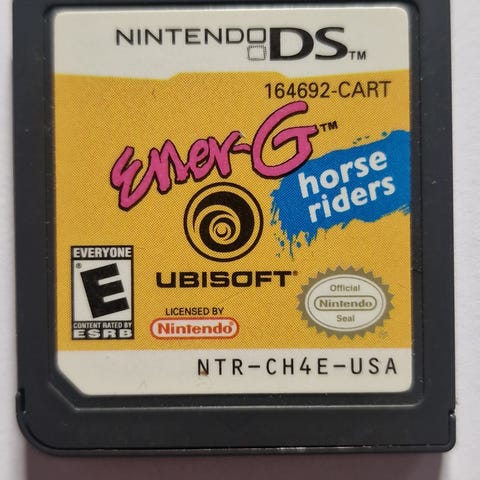 NINTENDO DS™
164692-CART
Ener-G™
horse
riders
UBISOFT®
EVERYONE
E
CONTENT RATED BY
ESRB
LICENSED BY
Nintendo®
Official
Nintendo
Seal
NTR-CH4E-USA